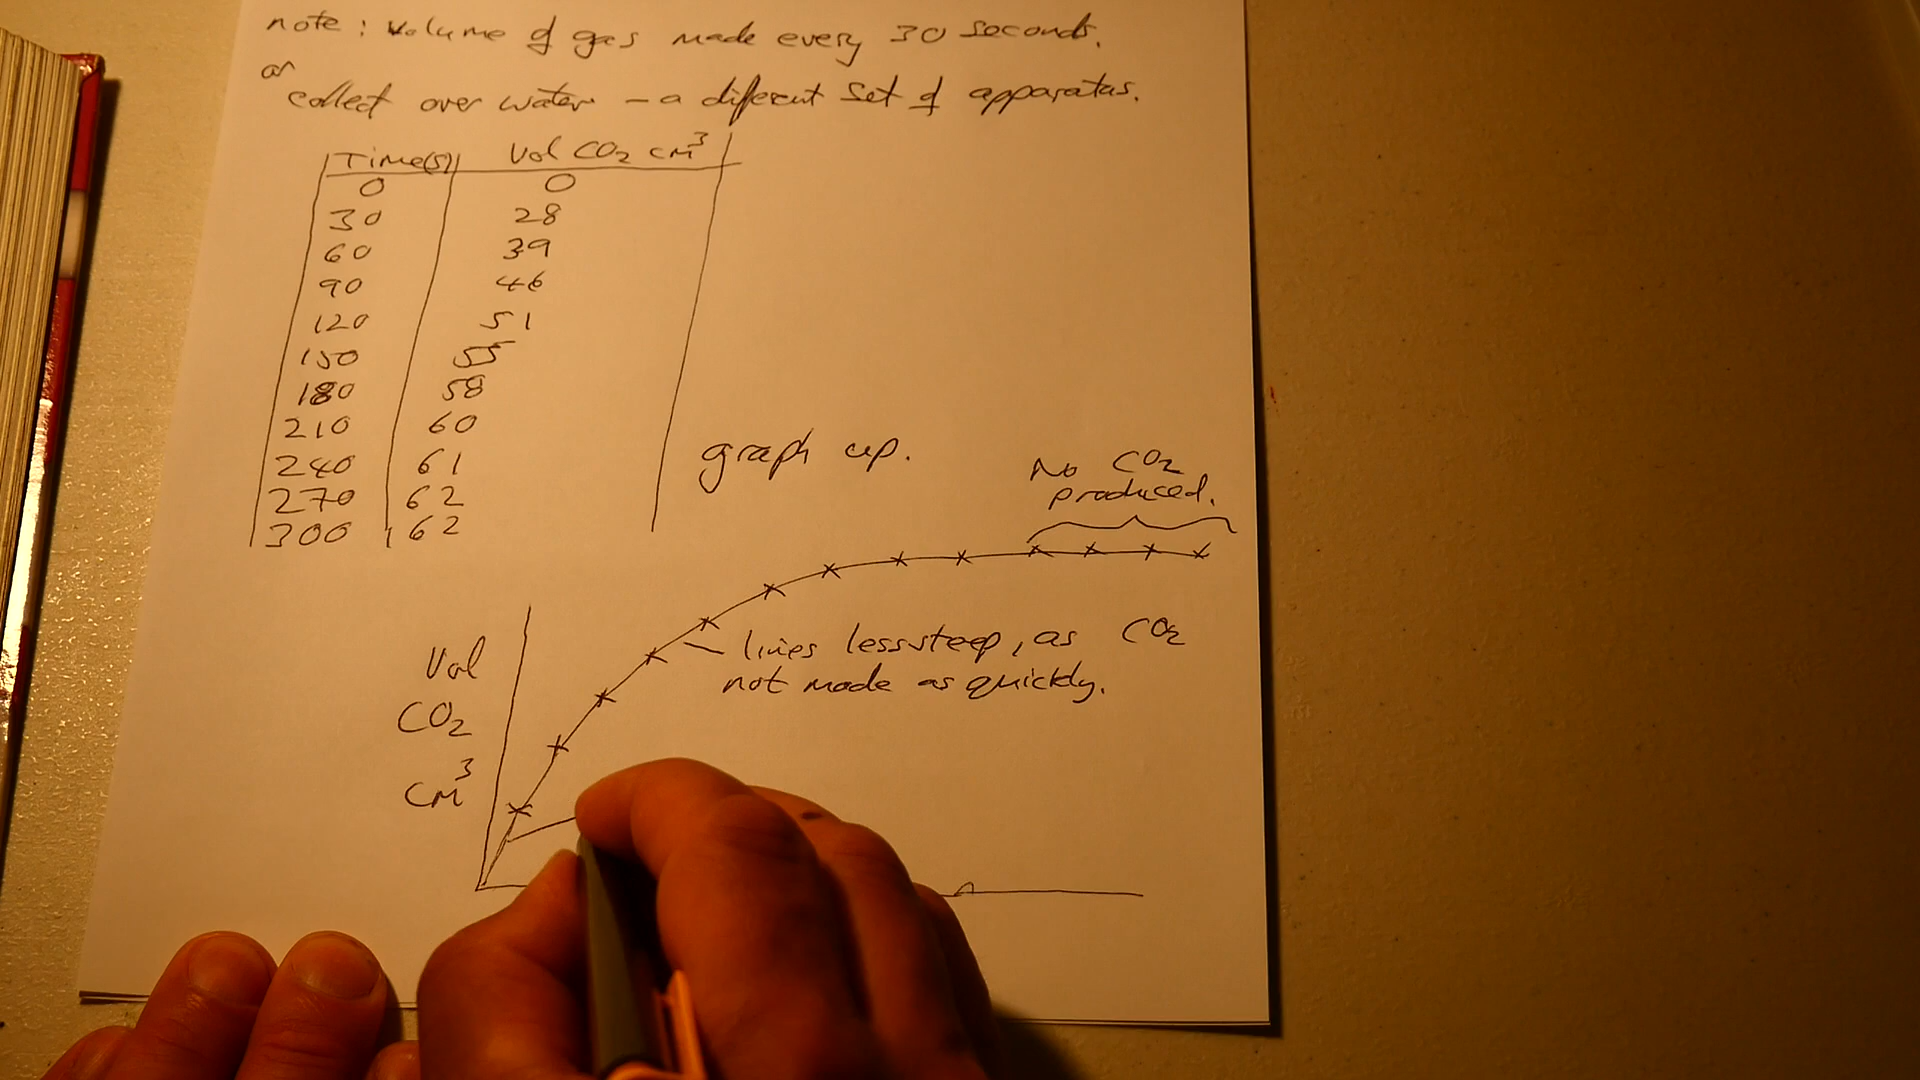 note: Volume of gas made every 30 seconds.
or
collect over water - a different set of apparatus.
Time(s) Vol CO2 cm3
0 0
30 28
60 39
90 46
120 51
150 55
180 58
210 60
240 61
270 62
300 62
graph up.
No CO2
produced.
lines less steep, as CO2
not made as quickly.
Vol
CO2
cm3